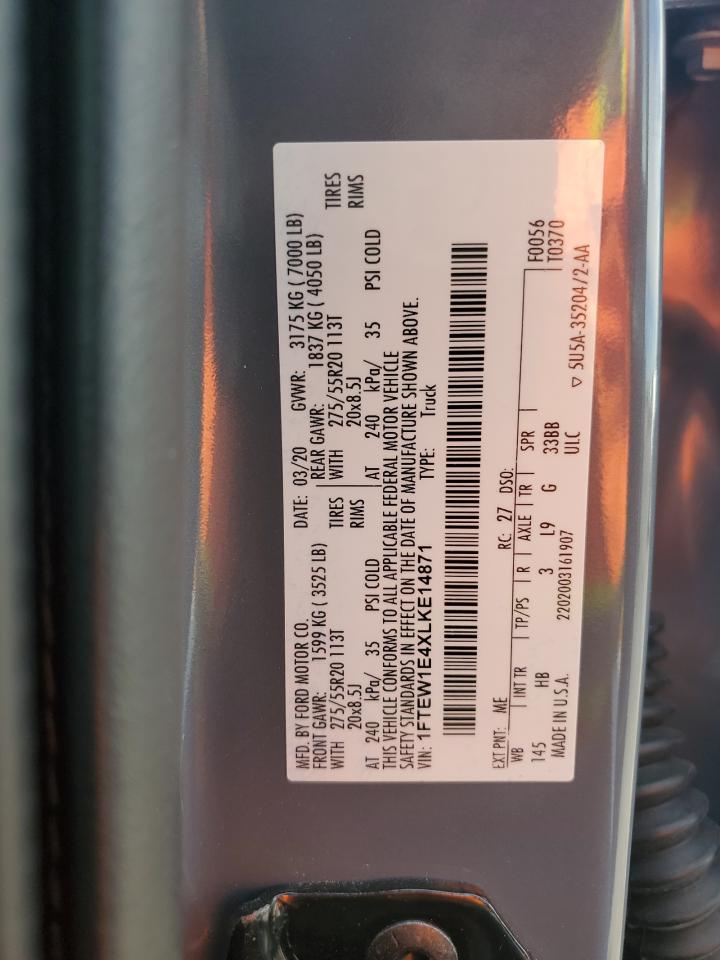 MFD. BY FORD MOTOR CO. DATE: 03/20 GVWR: 3175 KG ( 7000 LB)
FRONT GAWR: 1599 KG ( 3525 LB) REAR GAWR: 1837 KG ( 4050 LB)
WITH 275/55R20 113T TIRES WITH 275/55R20 113T TIRES
20x8.5J RIMS 20x8.5J RIMS
AT 240 kPa/ 35 PSI COLD AT 240 kPa/ 35 PSI COLD
THIS VEHICLE CONFORMS TO ALL APPLICABLE FEDERAL MOTOR VEHICLE
SAFETY STANDARDS IN EFFECT ON THE DATE OF MANUFACTURE SHOWN ABOVE.
VIN: 1FTEW1E4XLKE14871 TYPE: Truck
EXT PNT: ME RC: 27 DSO: F0056
WB INT TR TP/PS R AXLE TR SPR T0370
145 HB 3 L9 G 33BB
UIC
MADE IN U.S.A. 2202003161907 ▽ 5U5A-35204/2-AA